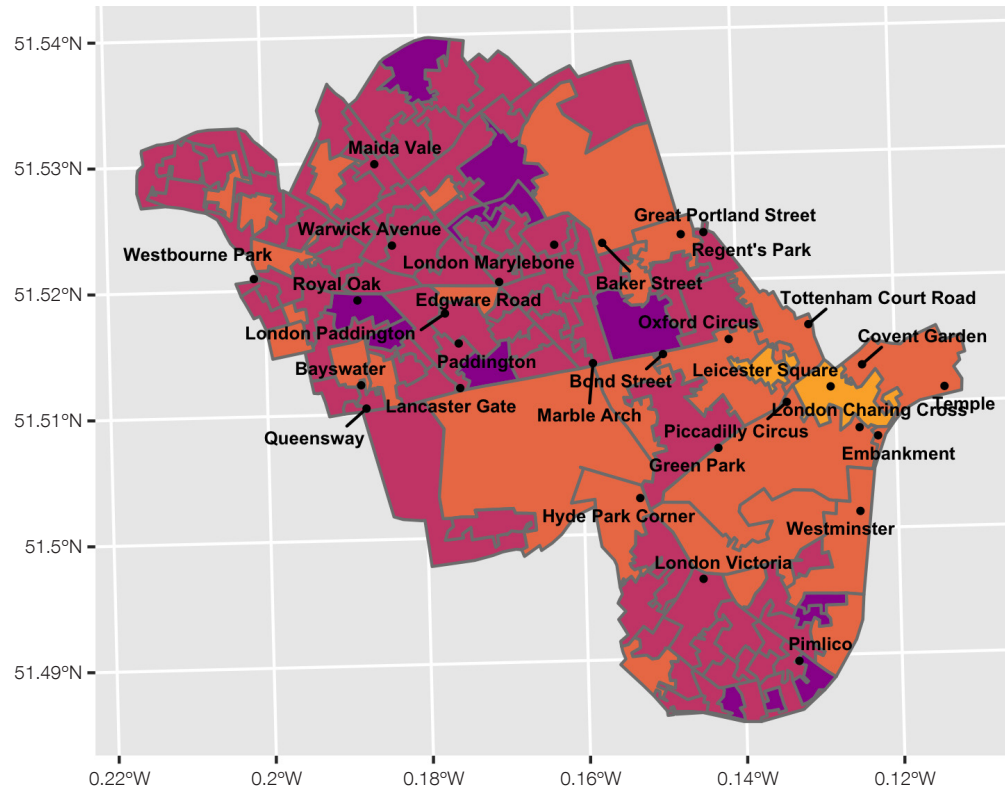 51.54°N
Maida Vale
51.53°N
Great Portland Street
Warwick Avenue
Regent's Park
Westbourne Park
London Marylebone
Royal Oak
Baker Street
51.52°N
Edgware Road
Tottenham Court Road
Oxford Circus
London Paddington
Covent Garden
Paddington
Bayswater
Leicester Square
Bond Street
Lancaster Gate
Temple
London Charing Cross
Marble Arch
51.51°N
Piccadilly Circus
Queensway
Embankment
Green Park
Hyde Park Corner
Westminster
51.5°N
London Victoria
Pimlico
51.49°N
0.22°W
0.2°W
0.18°W
0.16°W
0.14°W
0.12°W